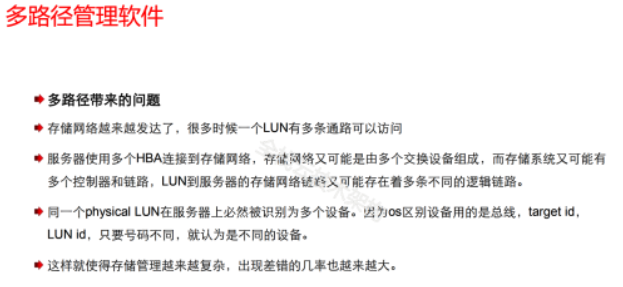 多路径管理软件
多路径带来的问题
存储网络越来越发达了，很多时候一个LUN有多条通路可以访问
服务器使用多个HBA连接到存储网络，存储网络又可能是由多个交换设备组成，而存储系统又可能有
多个控制器和链路，LUN到服务器的存储网络链路又可能存在着多条不同的逻辑链路。
同一个physical LUN在服务器上必然被识别为多个设备。因为os区别设备用的是总线，target id，
LUN id，只要号码不同，就认为是不同的设备。
这样就使得存储管理越来越复杂，出现差错的几率也越来越大。